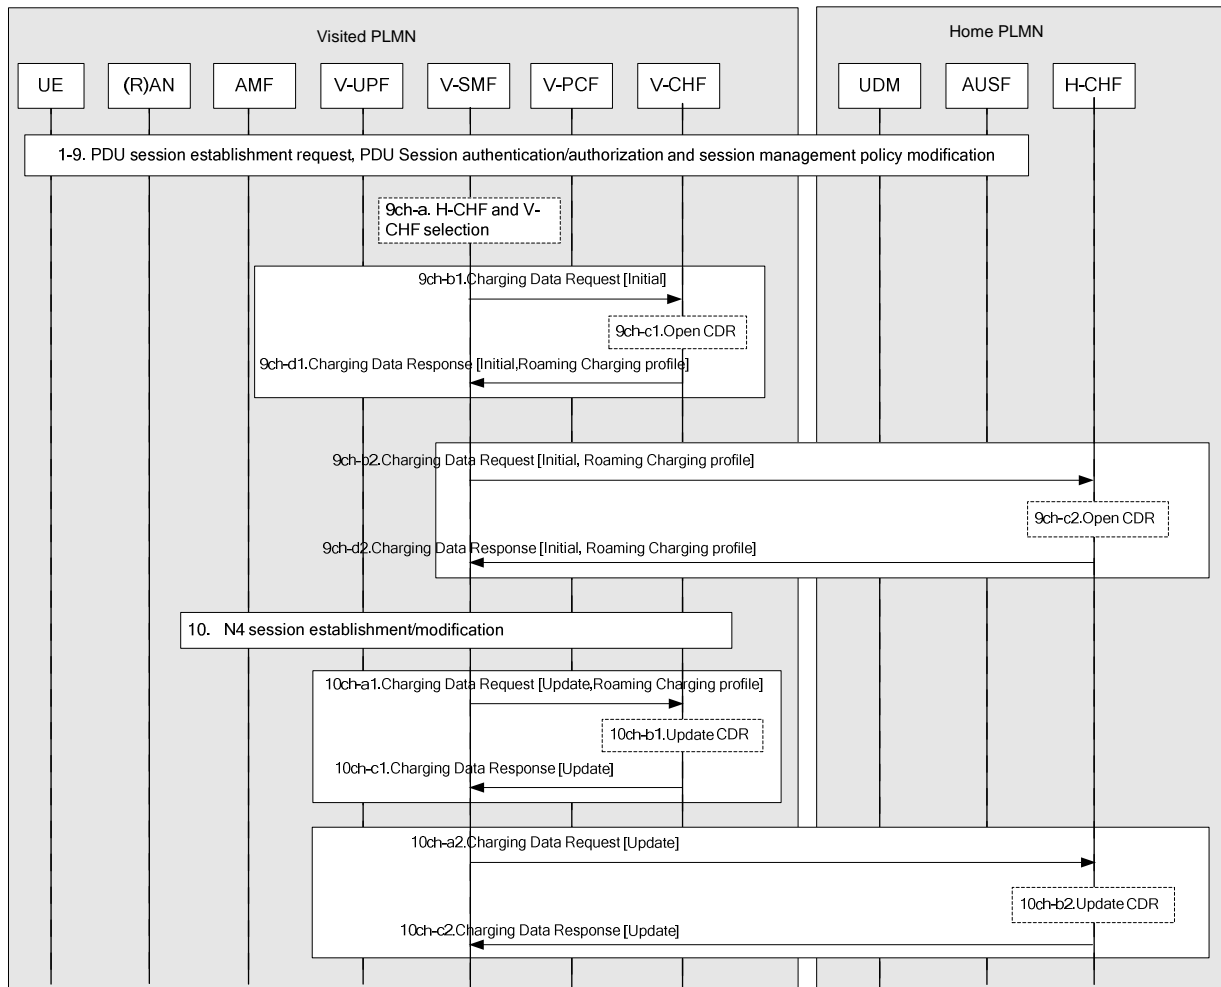 Visited PLMN
Home PLMN
UE
(R)AN
AMF
V-UPF
V-SMF
V-PCF
V-CHF
UDM
AUSF
H-CHF
1-9. PDU session establishment request, PDU Session authentication/authorization and session management policy modification
9ch-a. H-CHF and V-
CHF selection
9ch-b1.Charging Data Request [Initial]
9ch-c1.Open CDR
9ch-d1.Charging Data Response [Initial,Roaming Charging profile]
9ch-b2.Charging Data Request [Initial, Roaming Charging profile]
9ch-c2.Open CDR
9ch-d2.Charging Data Response [Initial, Roaming Charging profile]
10. N4 session establishment/modification
10ch-a1.Charging Data Request [Update,Roaming Charging profile]
10ch-b1.Update CDR
10ch-c1.Charging Data Response [Update]
10ch-a2.Charging Data Request [Update]
10ch-b2.Update CDR
10ch-c2.Charging Data Response [Update]